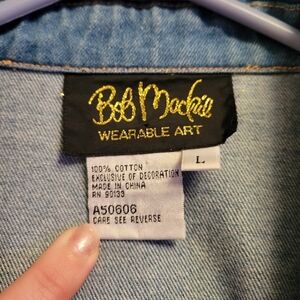 Bob Mackie
WEARABLE ART
L
100% COTTON
EXCLUSIVE OF DECORATION
MADE IN CHINA
RN 90133
A50606
CARE SEE REVERSE